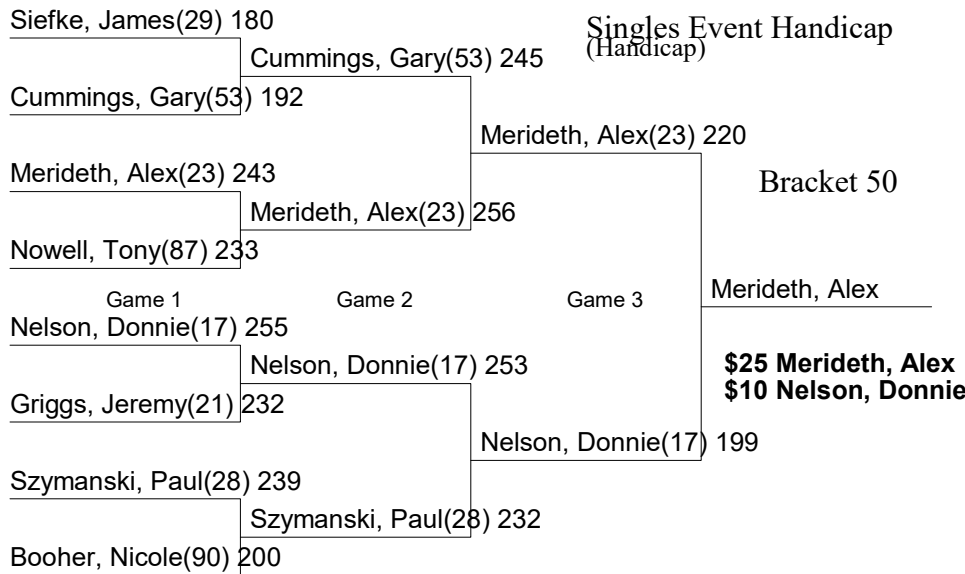 Singles Event Handicap
(Handicap)
Bracket 50
Siefke, James(29) 180
Cummings, Gary(53) 192
Merideth, Alex(23) 243
Nowell, Tony(87) 233
Game 1
Nelson, Donnie(17) 255
Griggs, Jeremy(21) 232
Szymanski, Paul(28) 239
Booher, Nicole(90) 200
Cummings, Gary(53) 245
Merideth, Alex(23) 256
Game 2
Nelson, Donnie(17) 253
Szymanski, Paul(28) 232
Merideth, Alex(23) 220
Game 3
Nelson, Donnie(17) 199
Merideth, Alex
$25 Merideth, Alex
$10 Nelson, Donnie